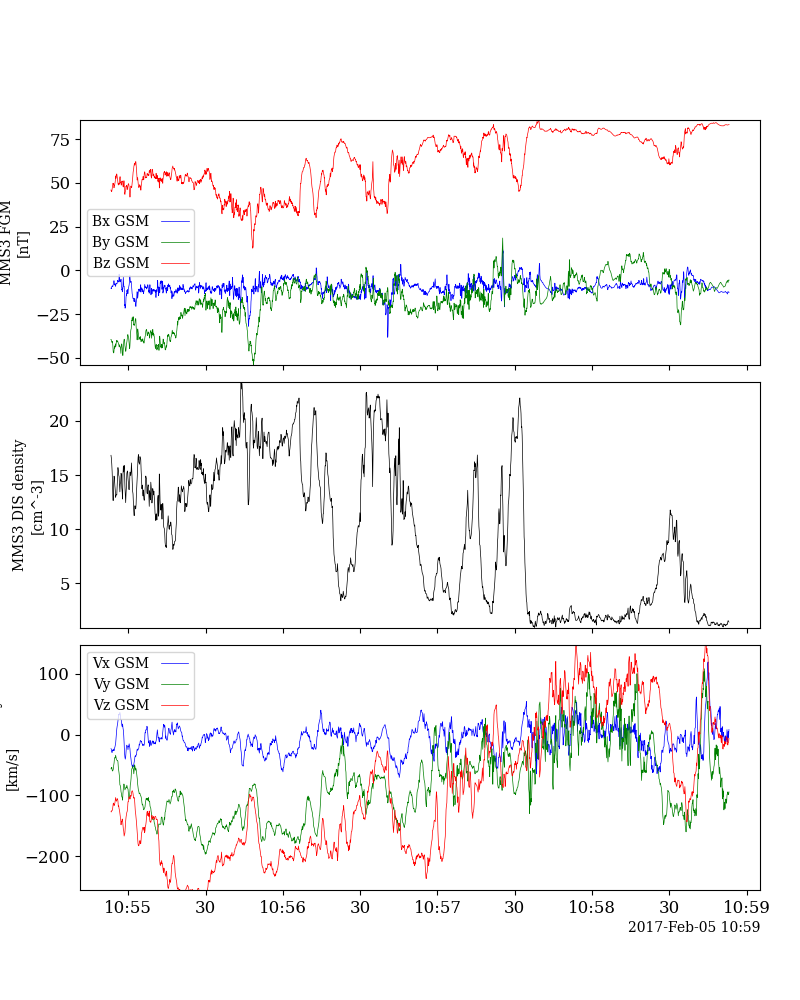 75
50
25
0
−25
−50
MMS3 FGM
[nT]
Bx GSM
By GSM
Bz GSM
20
15
10
5
MMS3 DIS density
[cm^-3]
100
0
−100
−200
[km/s]
Vx GSM
Vy GSM
Vz GSM
10:55 30 10:56 30 10:57 30 10:58 30 10:59
2017-Feb-05 10:59